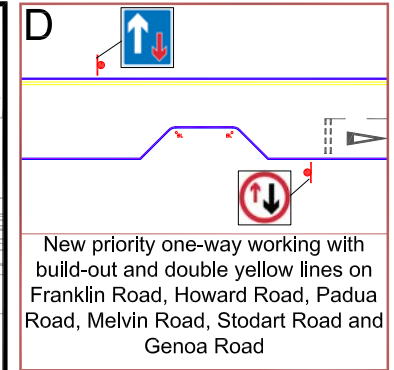 D
New priority one-way working with
build-out and double yellow lines on
Franklin Road, Howard Road, Padua
Road, Melvin Road, Stodart Road and
Genoa Road